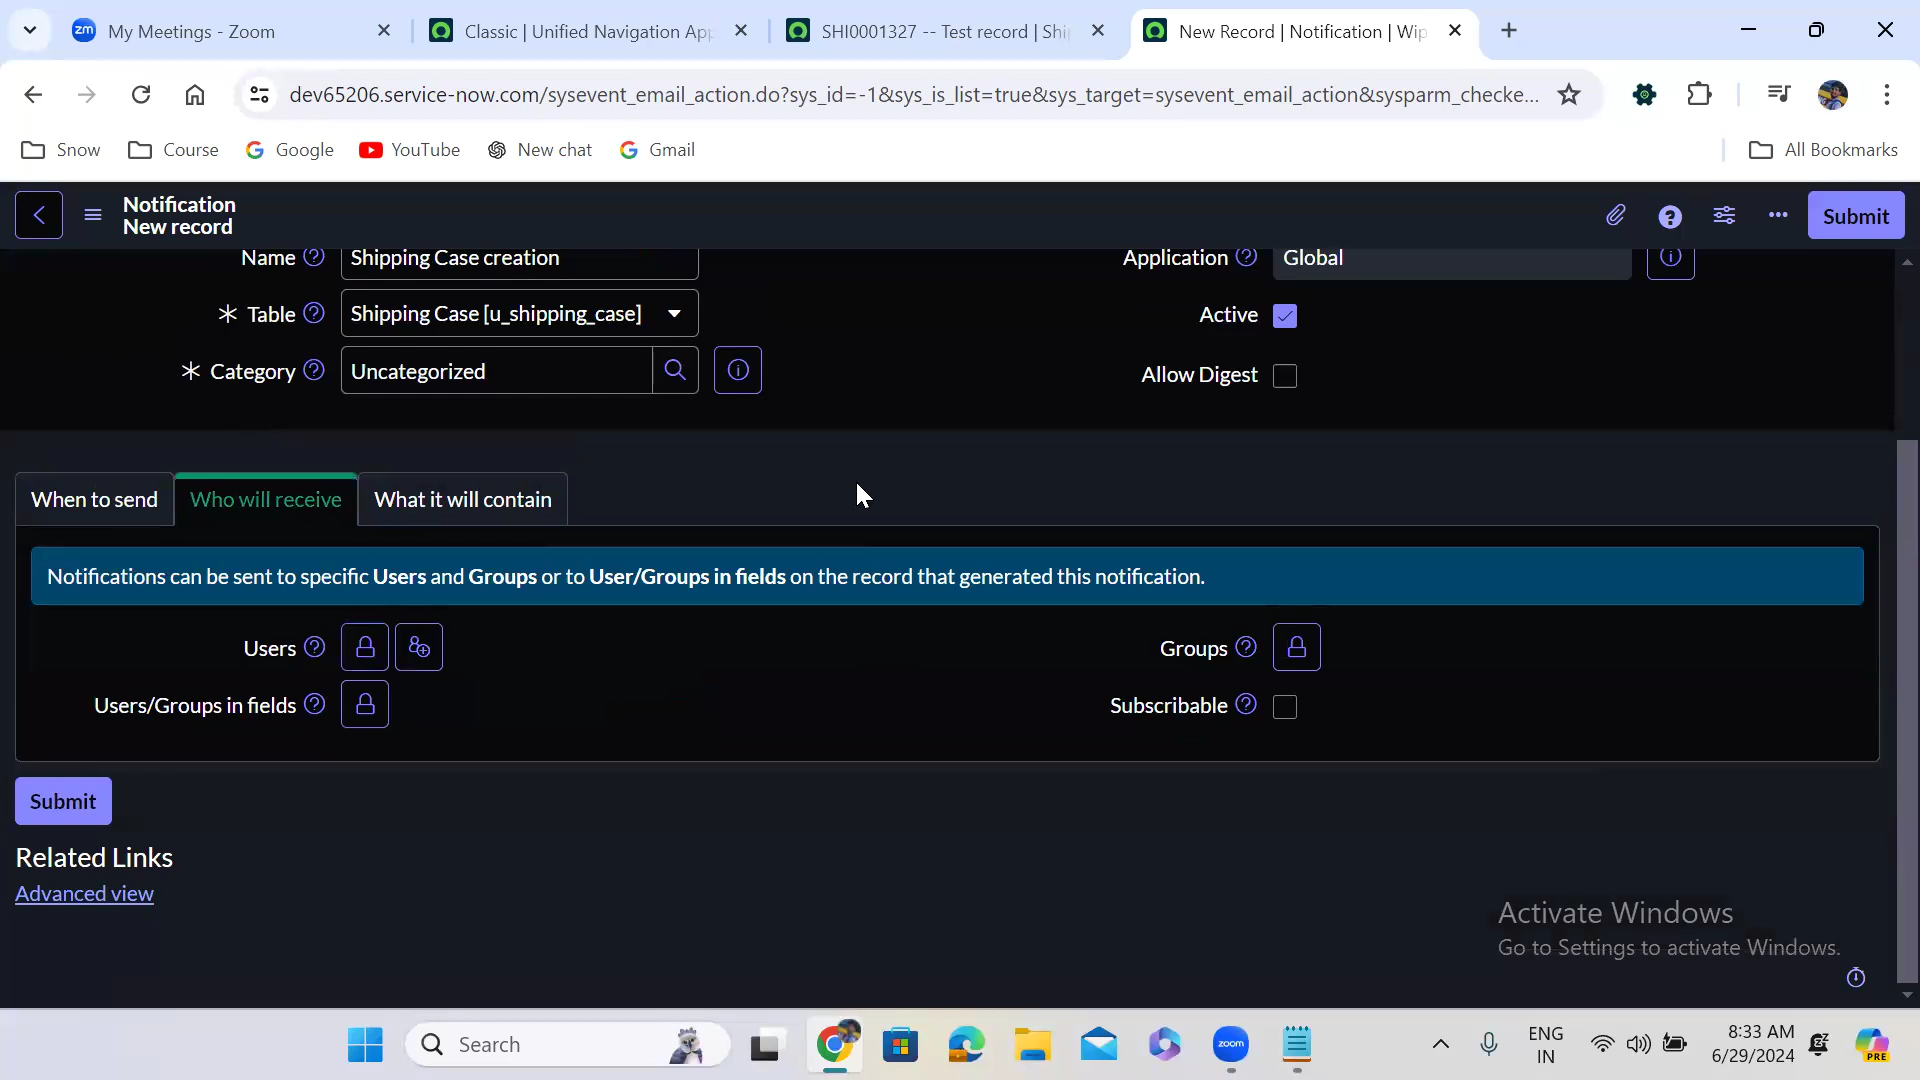 My Meetings - Zoom
Classic | Unified Navigation App
SHI0001327 -- Test record | Shi
New Record | Notification | Wip
dev65206.service-now.com/sysevent_email_action.do?sys_id=-1&sys_is_list=true&sys_target=sysevent_email_action&sysparm_checke...
Snow
Course
Google
YouTube
New chat
Gmail
All Bookmarks
Notification
New record
Submit
Name
Shipping Case creation
Application
Global
Table
Shipping Case [u_shipping_case]
Active
Category
Uncategorized
Allow Digest
When to send
Who will receive
What it will contain
Notifications can be sent to specific Users and Groups or to User/Groups in fields on the record that generated this notification.
Users
Groups
Users/Groups in fields
Subscribable
Submit
Related Links
Advanced view
Activate Windows
Go to Settings to activate Windows.
Search
zoom
ENG
IN
8:33 AM
6/29/2024
PRE